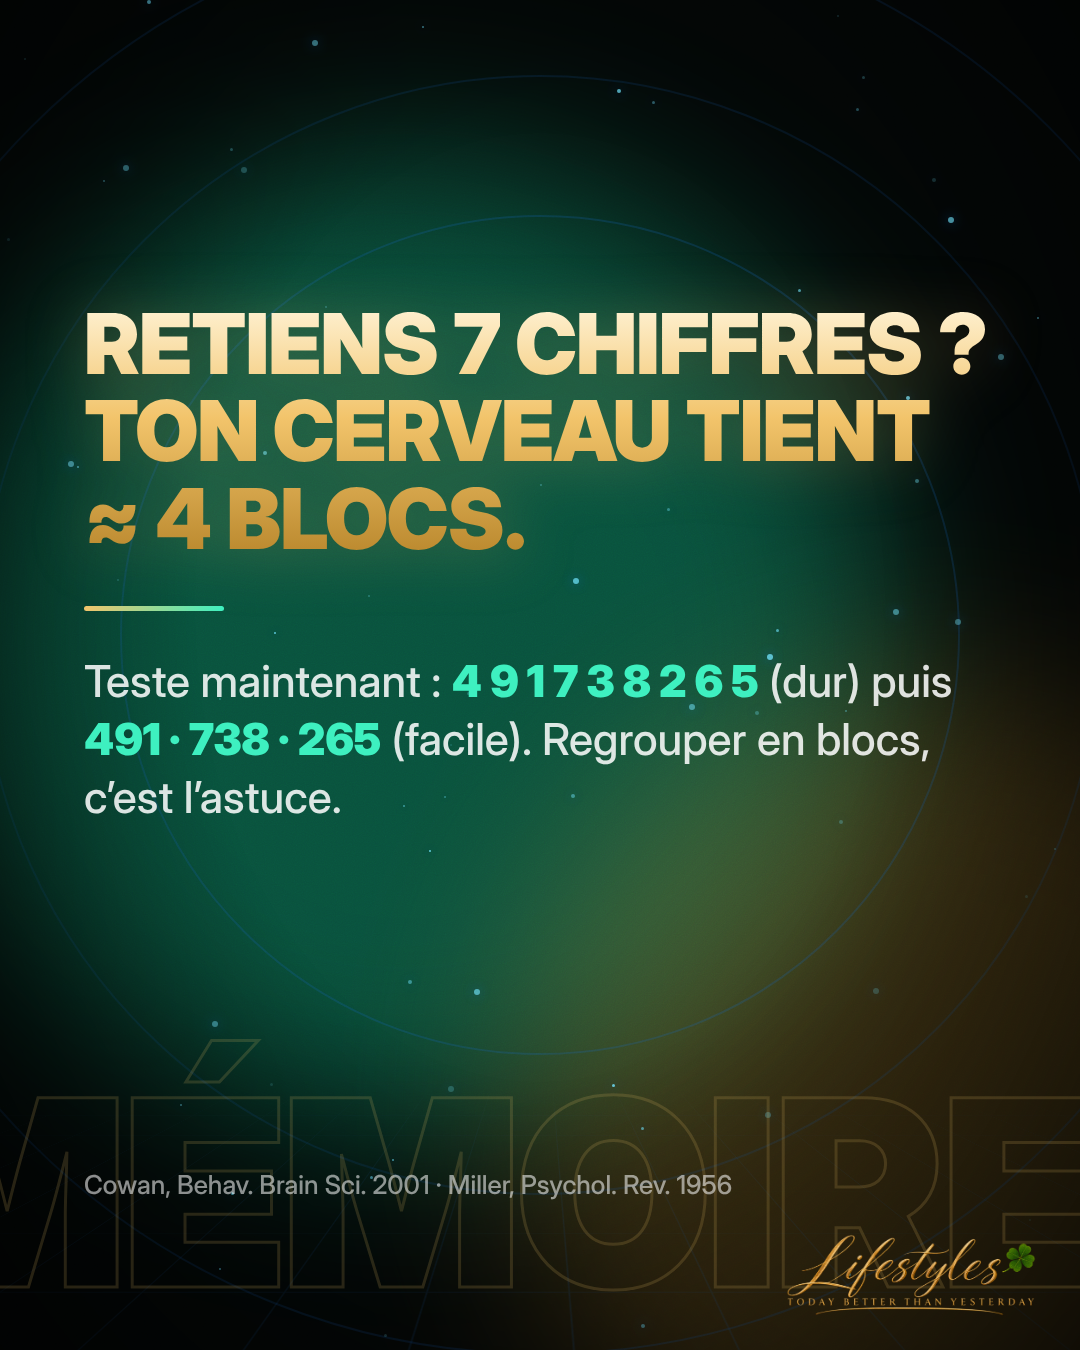 RETIENS 7 CHIFFRES ?
TON CERVEAU TIENT
≈ 4 BLOCS.
Teste maintenant : 4 9 1 7 3 8 2 6 5 (dur) puis
491 · 738 · 265 (facile). Regrouper en blocs,
c’est l’astuce.
MÉMOIRE
Cowan, Behav. Brain Sci. 2001 · Miller, Psychol. Rev. 1956
Lifestyles
TODAY BETTER THAN YESTERDAY